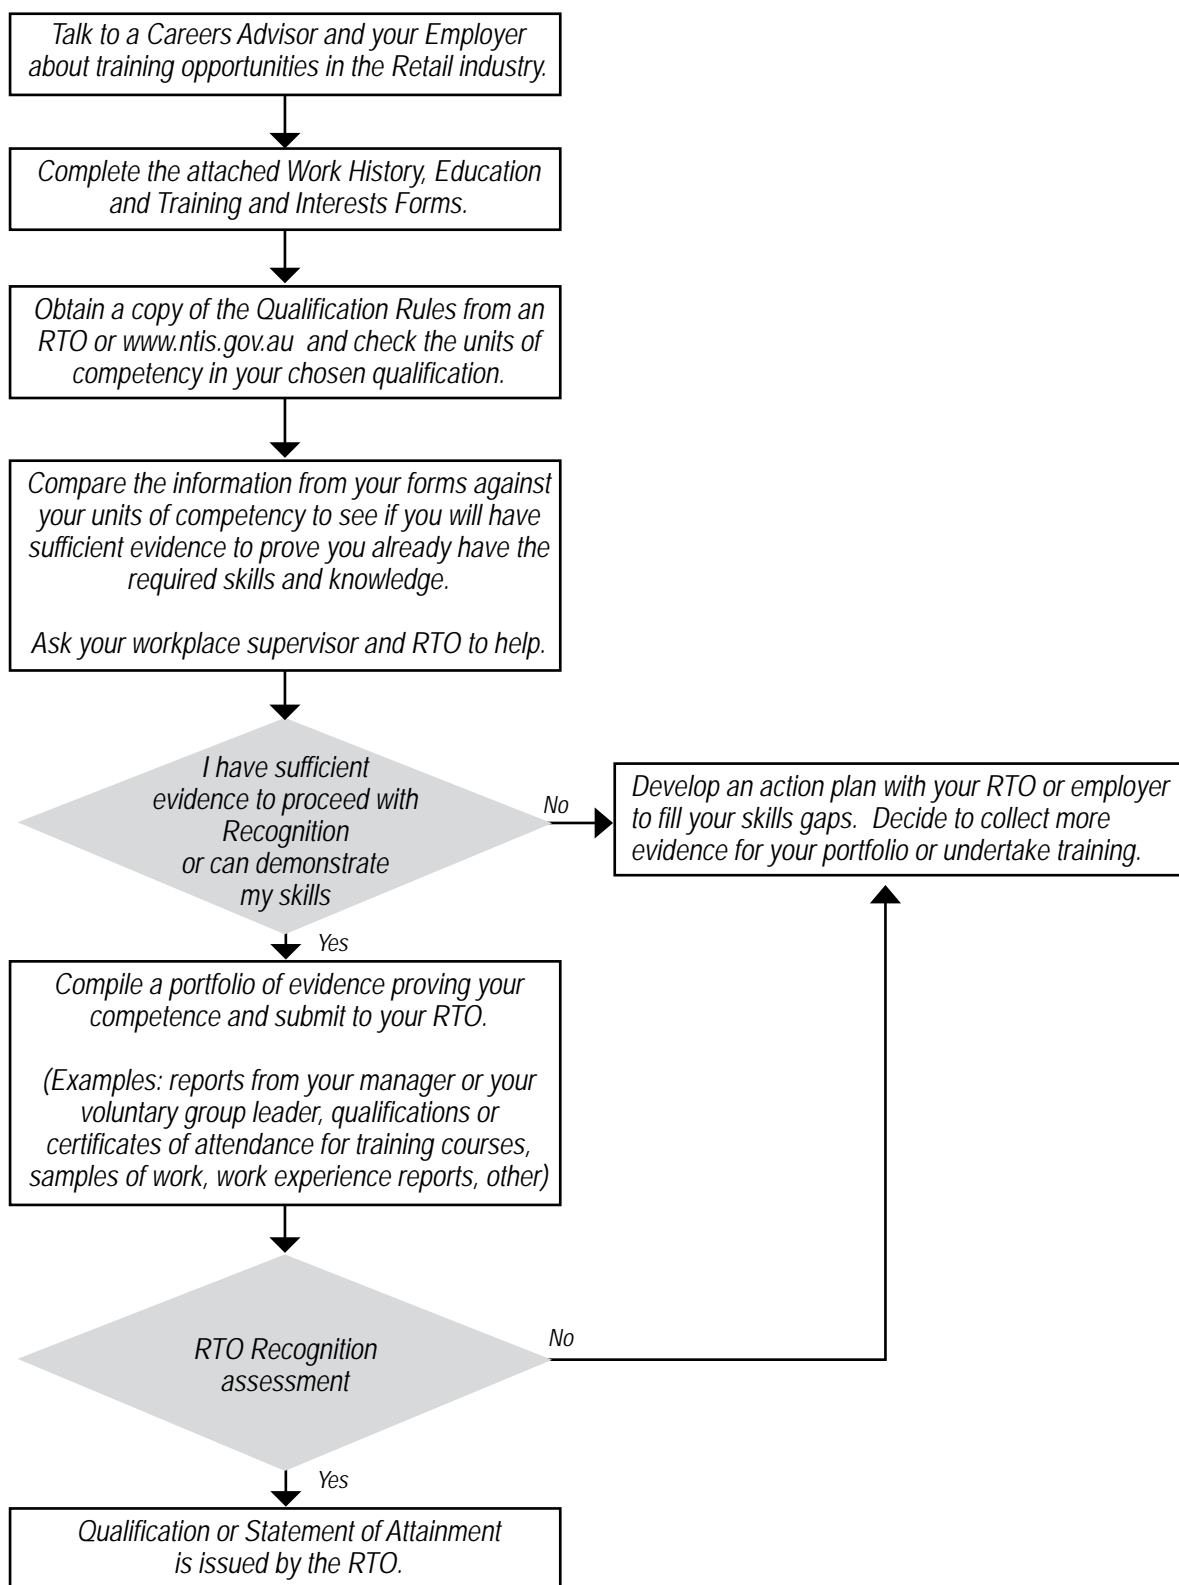 Talk to a Careers Advisor and your Employer
about training opportunities in the Retail industry.
Complete the attached Work History, Education
and Training and Interests Forms.
Obtain a copy of the Qualification Rules from an
RTO or www.ntis.gov.au and check the units of
competency in your chosen qualification.
Compare the information from your forms against
your units of competency to see if you will have
sufficient evidence to prove you already have the
required skills and knowledge.
Ask your workplace supervisor and RTO to help.
I have sufficient
evidence to proceed with
Recognition
or can demonstrate
my skills
No
Develop an action plan with your RTO or employer
to fill your skills gaps. Decide to collect more
evidence for your portfolio or undertake training.
Yes
Compile a portfolio of evidence proving your
competence and submit to your RTO.
(Examples: reports from your manager or your
voluntary group leader, qualifications or
certificates of attendance for training courses,
samples of work, work experience reports, other)
RTO Recognition
assessment
No
Yes
Qualification or Statement of Attainment
is issued by the RTO.